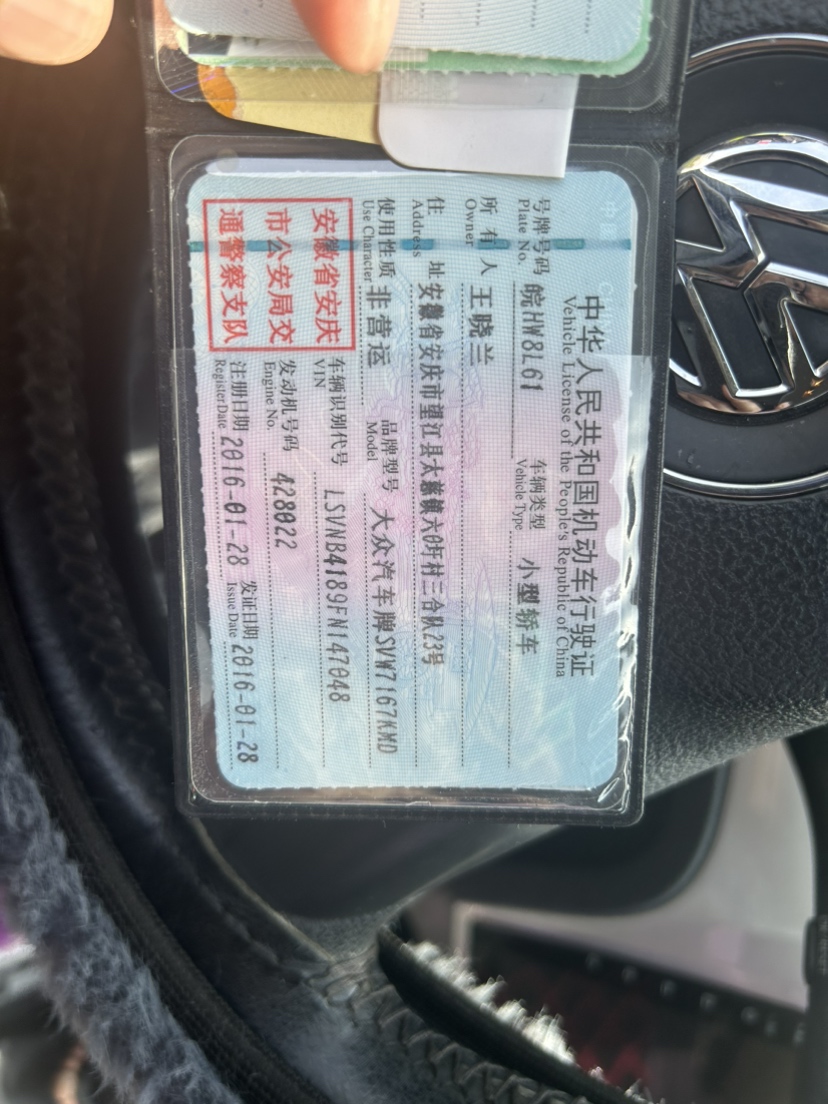 中华人民共和国机动车行驶证
Vehicle License of the People's Republic of China
号牌号码 皖HW8L61 车辆类型 小型轿车
Plate No. Vehicle Type
所有人 王晓兰
Owner
住址 安徽省安庆市望江县太慈镇六0圩村三合队23号
Address
使用性质 非营运 品牌型号 大众汽车牌SVW7167KMD
Use Character Model
安徽省安庆
市公安局交
通警察支队
车辆识别代号 LSVNB4189FN147048
VIN
发动机号码 428022
Engine No.
注册日期 2016-01-28 发证日期 2016-01-28
Register Date Issue Date